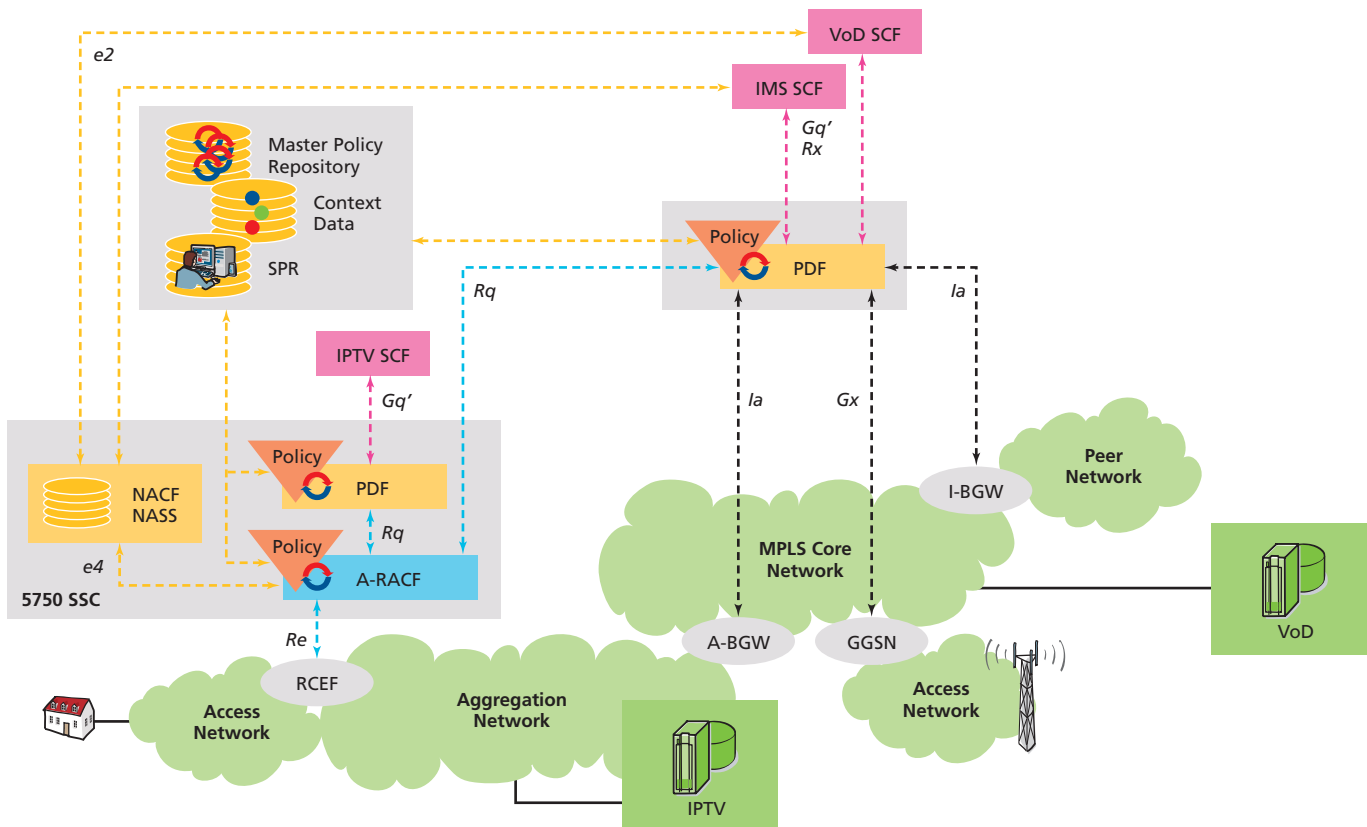 VoD SCF
e2
IMS SCF
Gq’
Rx
Master Policy
Repository
Context
Data
SPR
Policy
PDF
Rq
Ia
IPTV SCF
Gq’
Ia
Gx
Policy
PDF
NACF
NASS
Rq
Policy
A-RACF
e4
5750 SSC
Re
Peer
Network
I-BGW
MPLS Core
Network
VoD
A-BGW
GGSN
RCEF
Access
Network
Aggregation
Network
Access
Network
IPTV